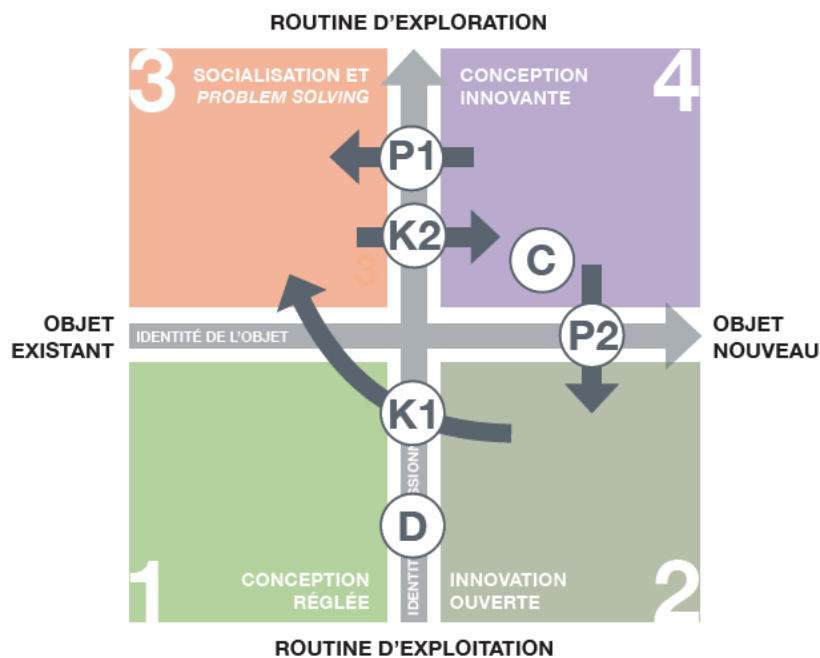 ROUTINE D’EXPLORATION
3
SOCIALISATION ET
PROBLEM SOLVING
CONCEPTION
INNOVANTE
4
P1
K2
3
C
OBJET
EXISTANT
IDENTITÉ DE L’OBJET
P2
OBJET
NOUVEAU
K1
D
1
CONCEPTION
RÉGLÉE
INNOVATION
OUVERTE
2
ROUTINE D’EXPLOITATION